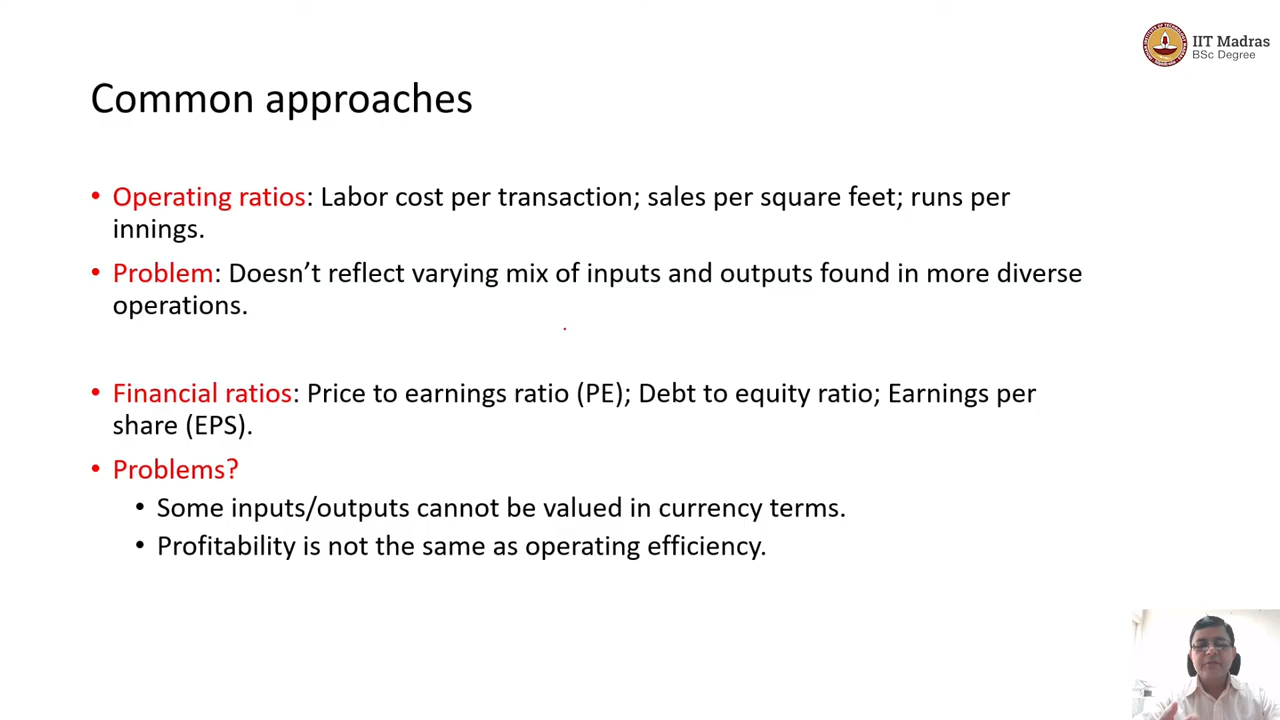 IIT Madras
BSc Degree
Common approaches
• Operating ratios: Labor cost per transaction; sales per square feet; runs per
innings.
• Problem: Doesn’t reflect varying mix of inputs and outputs found in more diverse
operations.
• Financial ratios: Price to earnings ratio (PE); Debt to equity ratio; Earnings per
share (EPS).
• Problems?
• Some inputs/outputs cannot be valued in currency terms.
• Profitability is not the same as operating efficiency.